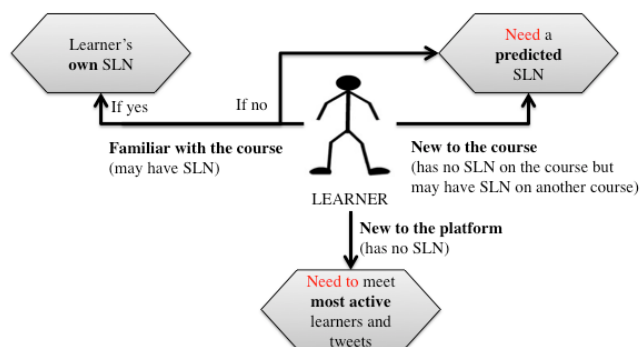 Learner's
own SLN
Need a
predicted
SLN
If yes
If no
Familiar with the course
(may have SLN)
New to the course
(has no SLN on the course but
may have SLN on another course)
LEARNER
New to the platform
(has no SLN)
Need to meet
most active
learners and
tweets